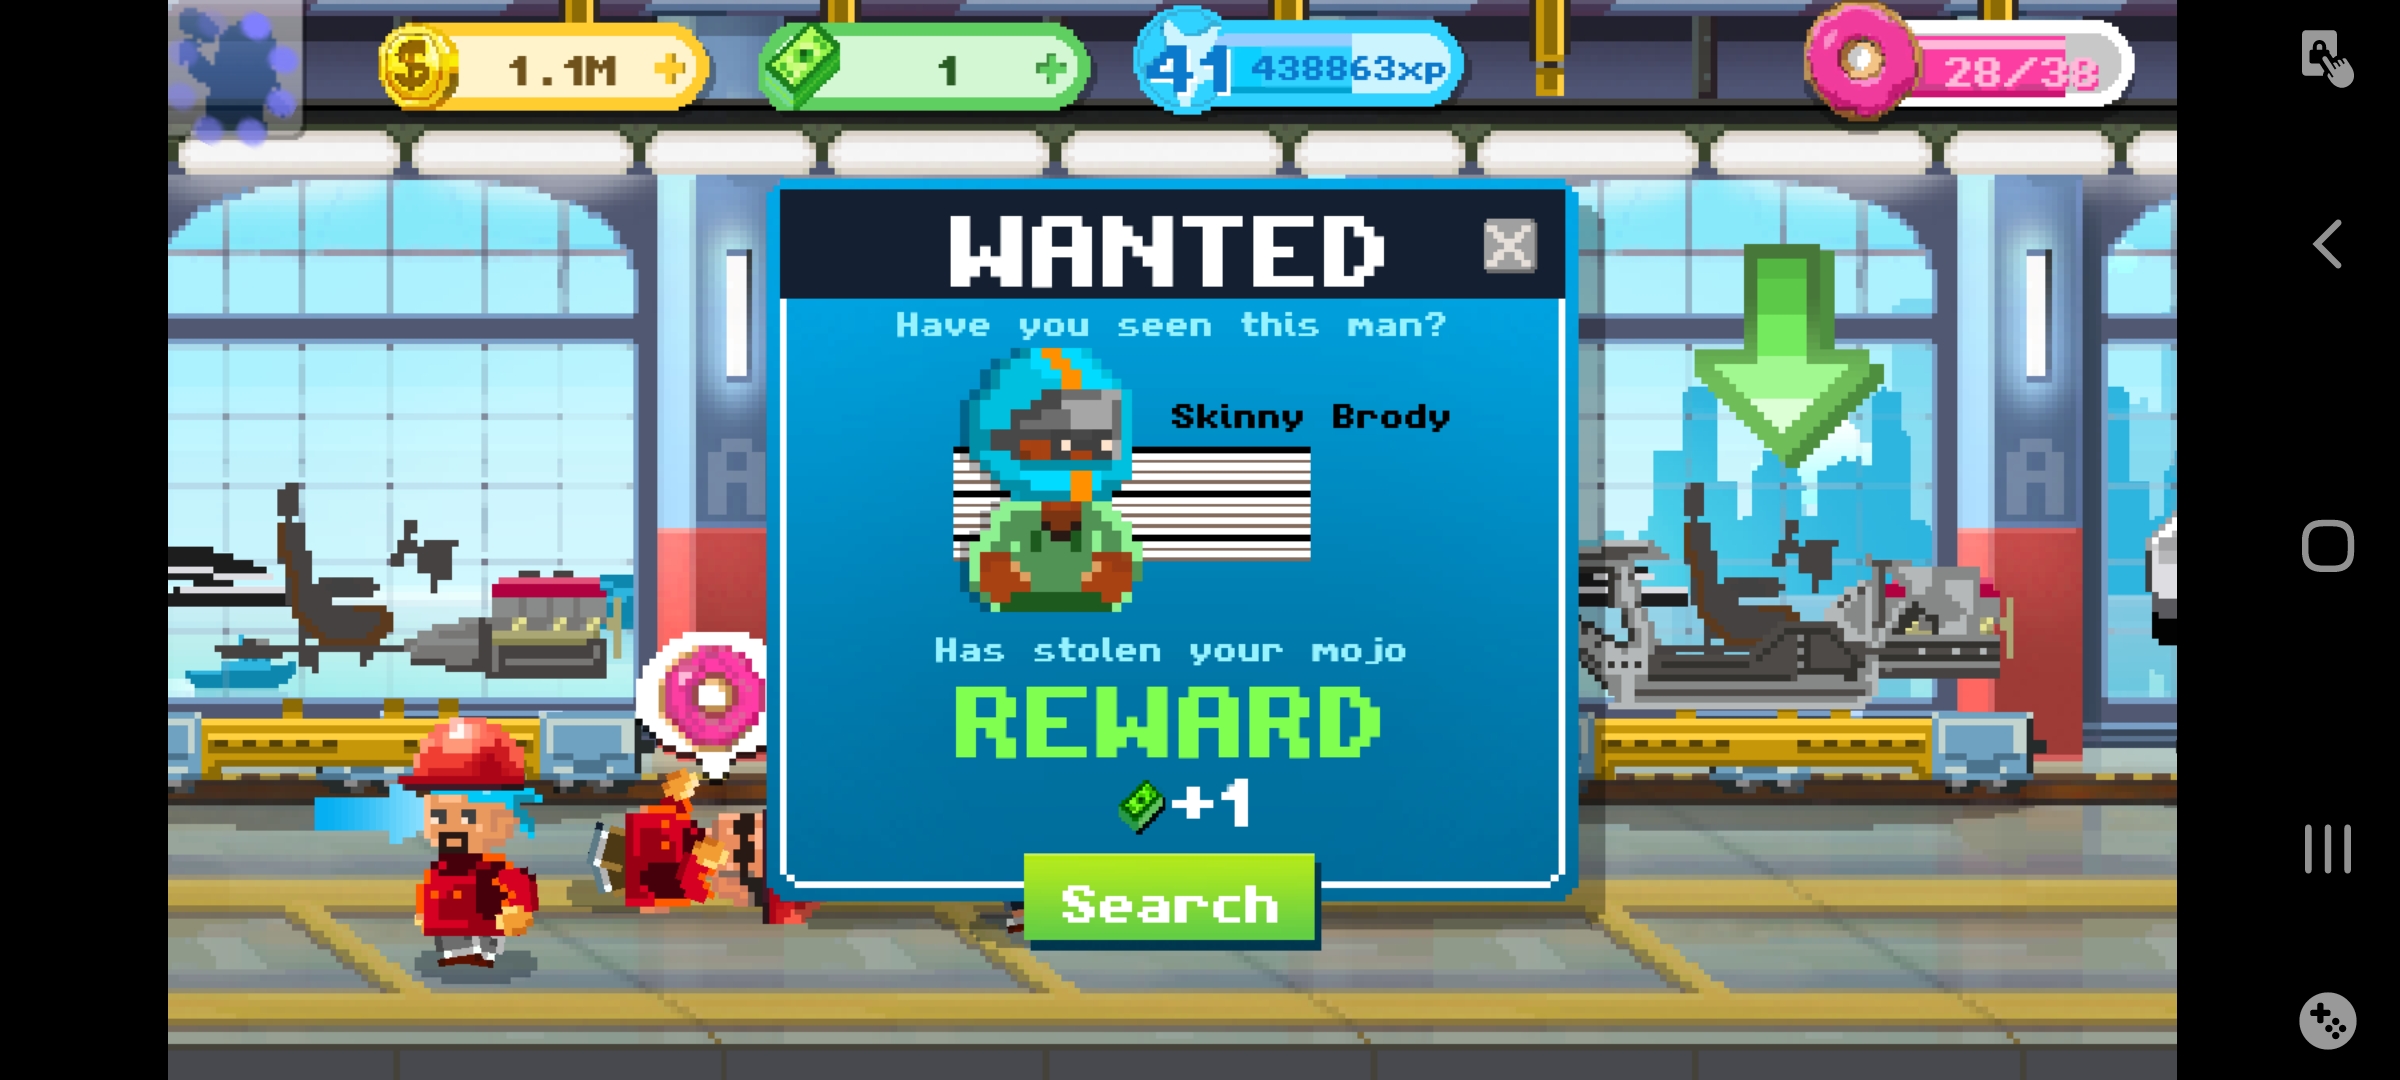 1.1M +
1 +
41 438863xp
28/38
WANTED
Have you seen this man?
Skinny Brody
Has stolen your mojo
REWARD
+1
Search
A
A